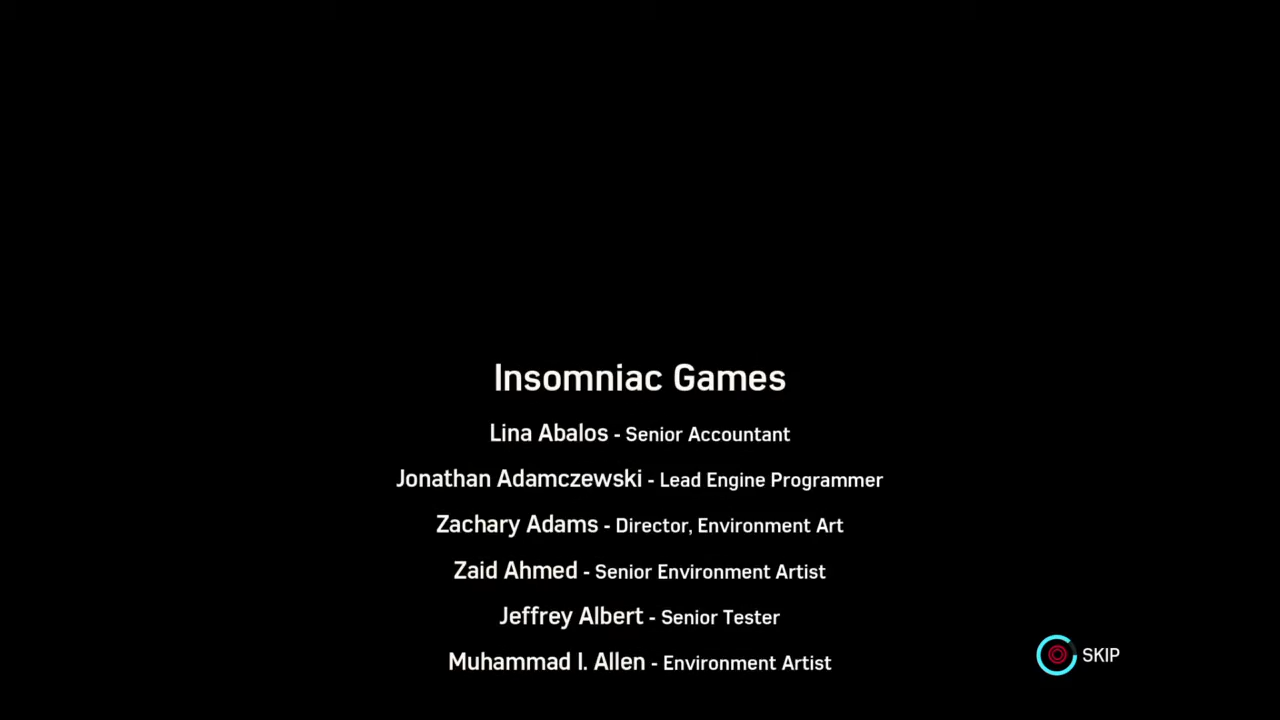 Insomniac Games
Lina Abalos - Senior Accountant
Jonathan Adamczewski - Lead Engine Programmer
Zachary Adams - Director, Environment Art
Zaid Ahmed - Senior Environment Artist
Jeffrey Albert - Senior Tester
Muhammad I. Allen - Environment Artist
SKIP